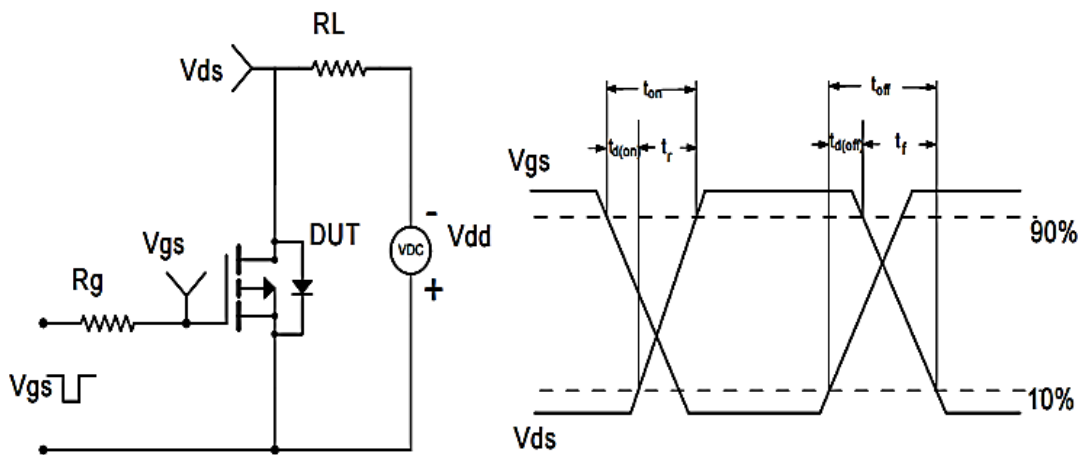 RL
Vds
Vgs
DUT
-
VDC
Vdd
+
Rg
Vgs
ton
toff
td(on)
tr
td(off)
tf
Vgs
90%
10%
Vds